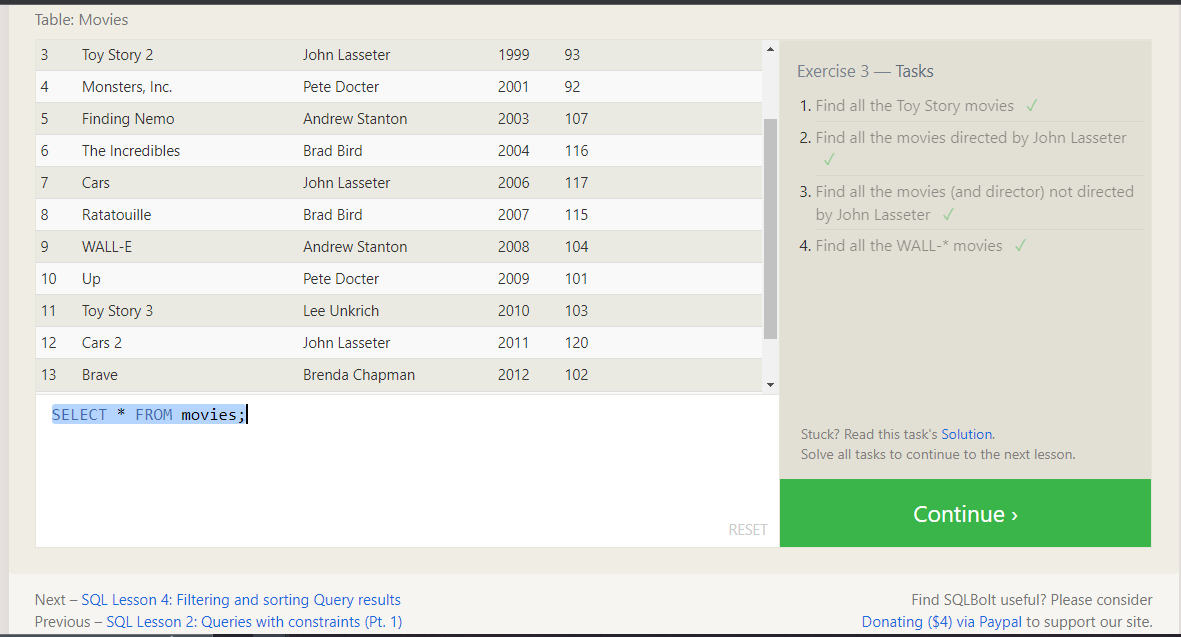 Table: Movies
3 Toy Story 2 John Lasseter 1999 93
4 Monsters, Inc. Pete Docter 2001 92
5 Finding Nemo Andrew Stanton 2003 107
6 The Incredibles Brad Bird 2004 116
7 Cars John Lasseter 2006 117
8 Ratatouille Brad Bird 2007 115
9 WALL-E Andrew Stanton 2008 104
10 Up Pete Docter 2009 101
11 Toy Story 3 Lee Unkrich 2010 103
12 Cars 2 John Lasseter 2011 120
13 Brave Brenda Chapman 2012 102
SELECT * FROM movies;
RESET
Exercise 3 — Tasks
1. Find all the Toy Story movies ✓
2. Find all the movies directed by John Lasseter
✓
3. Find all the movies (and director) not directed
by John Lasseter ✓
4. Find all the WALL-* movies ✓
Stuck? Read this task's Solution.
Solve all tasks to continue to the next lesson.
Continue ›
Next – SQL Lesson 4: Filtering and sorting Query results
Previous – SQL Lesson 2: Queries with constraints (Pt. 1)
Find SQLBolt useful? Please consider
Donating ($4) via Paypal to support our site.